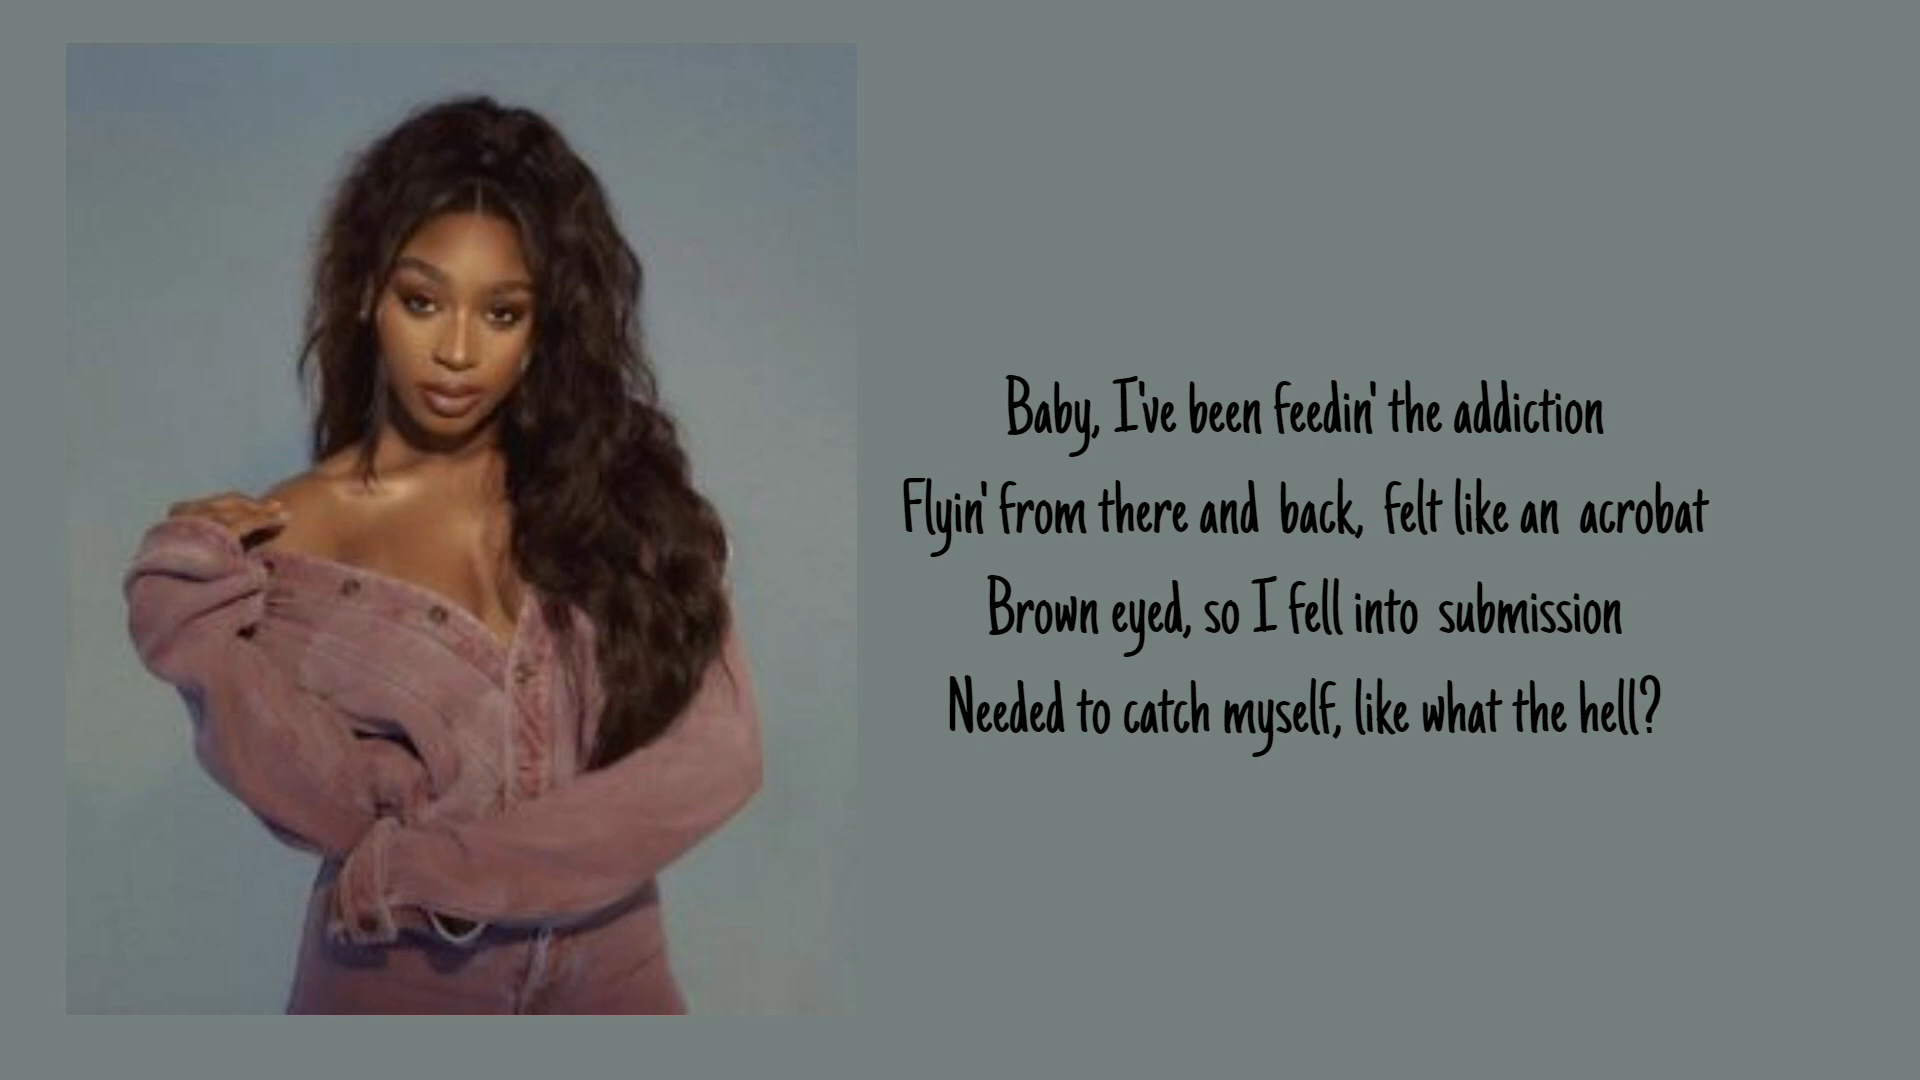 Baby, I've been feedin' the addiction
Flyin' from there and back, felt like an acrobat
Brown eyed, so I fell into submission
Needed to catch myself, like what the hell?